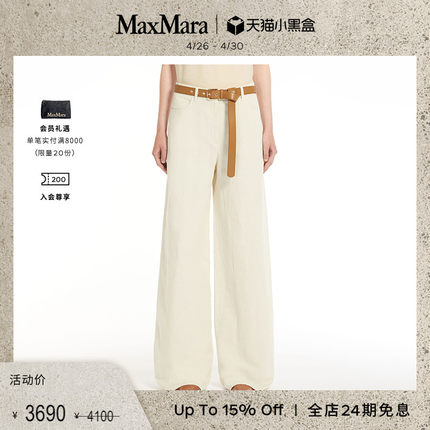 MaxMara | 天猫小黑盒
4/26 - 4/30
MaxMara
会员礼遇
单笔实付满8000
(限量20份)
200
入会尊享
活动价
¥ 3690 ¥ 4100
Up To 15% Off | 全店24期免息